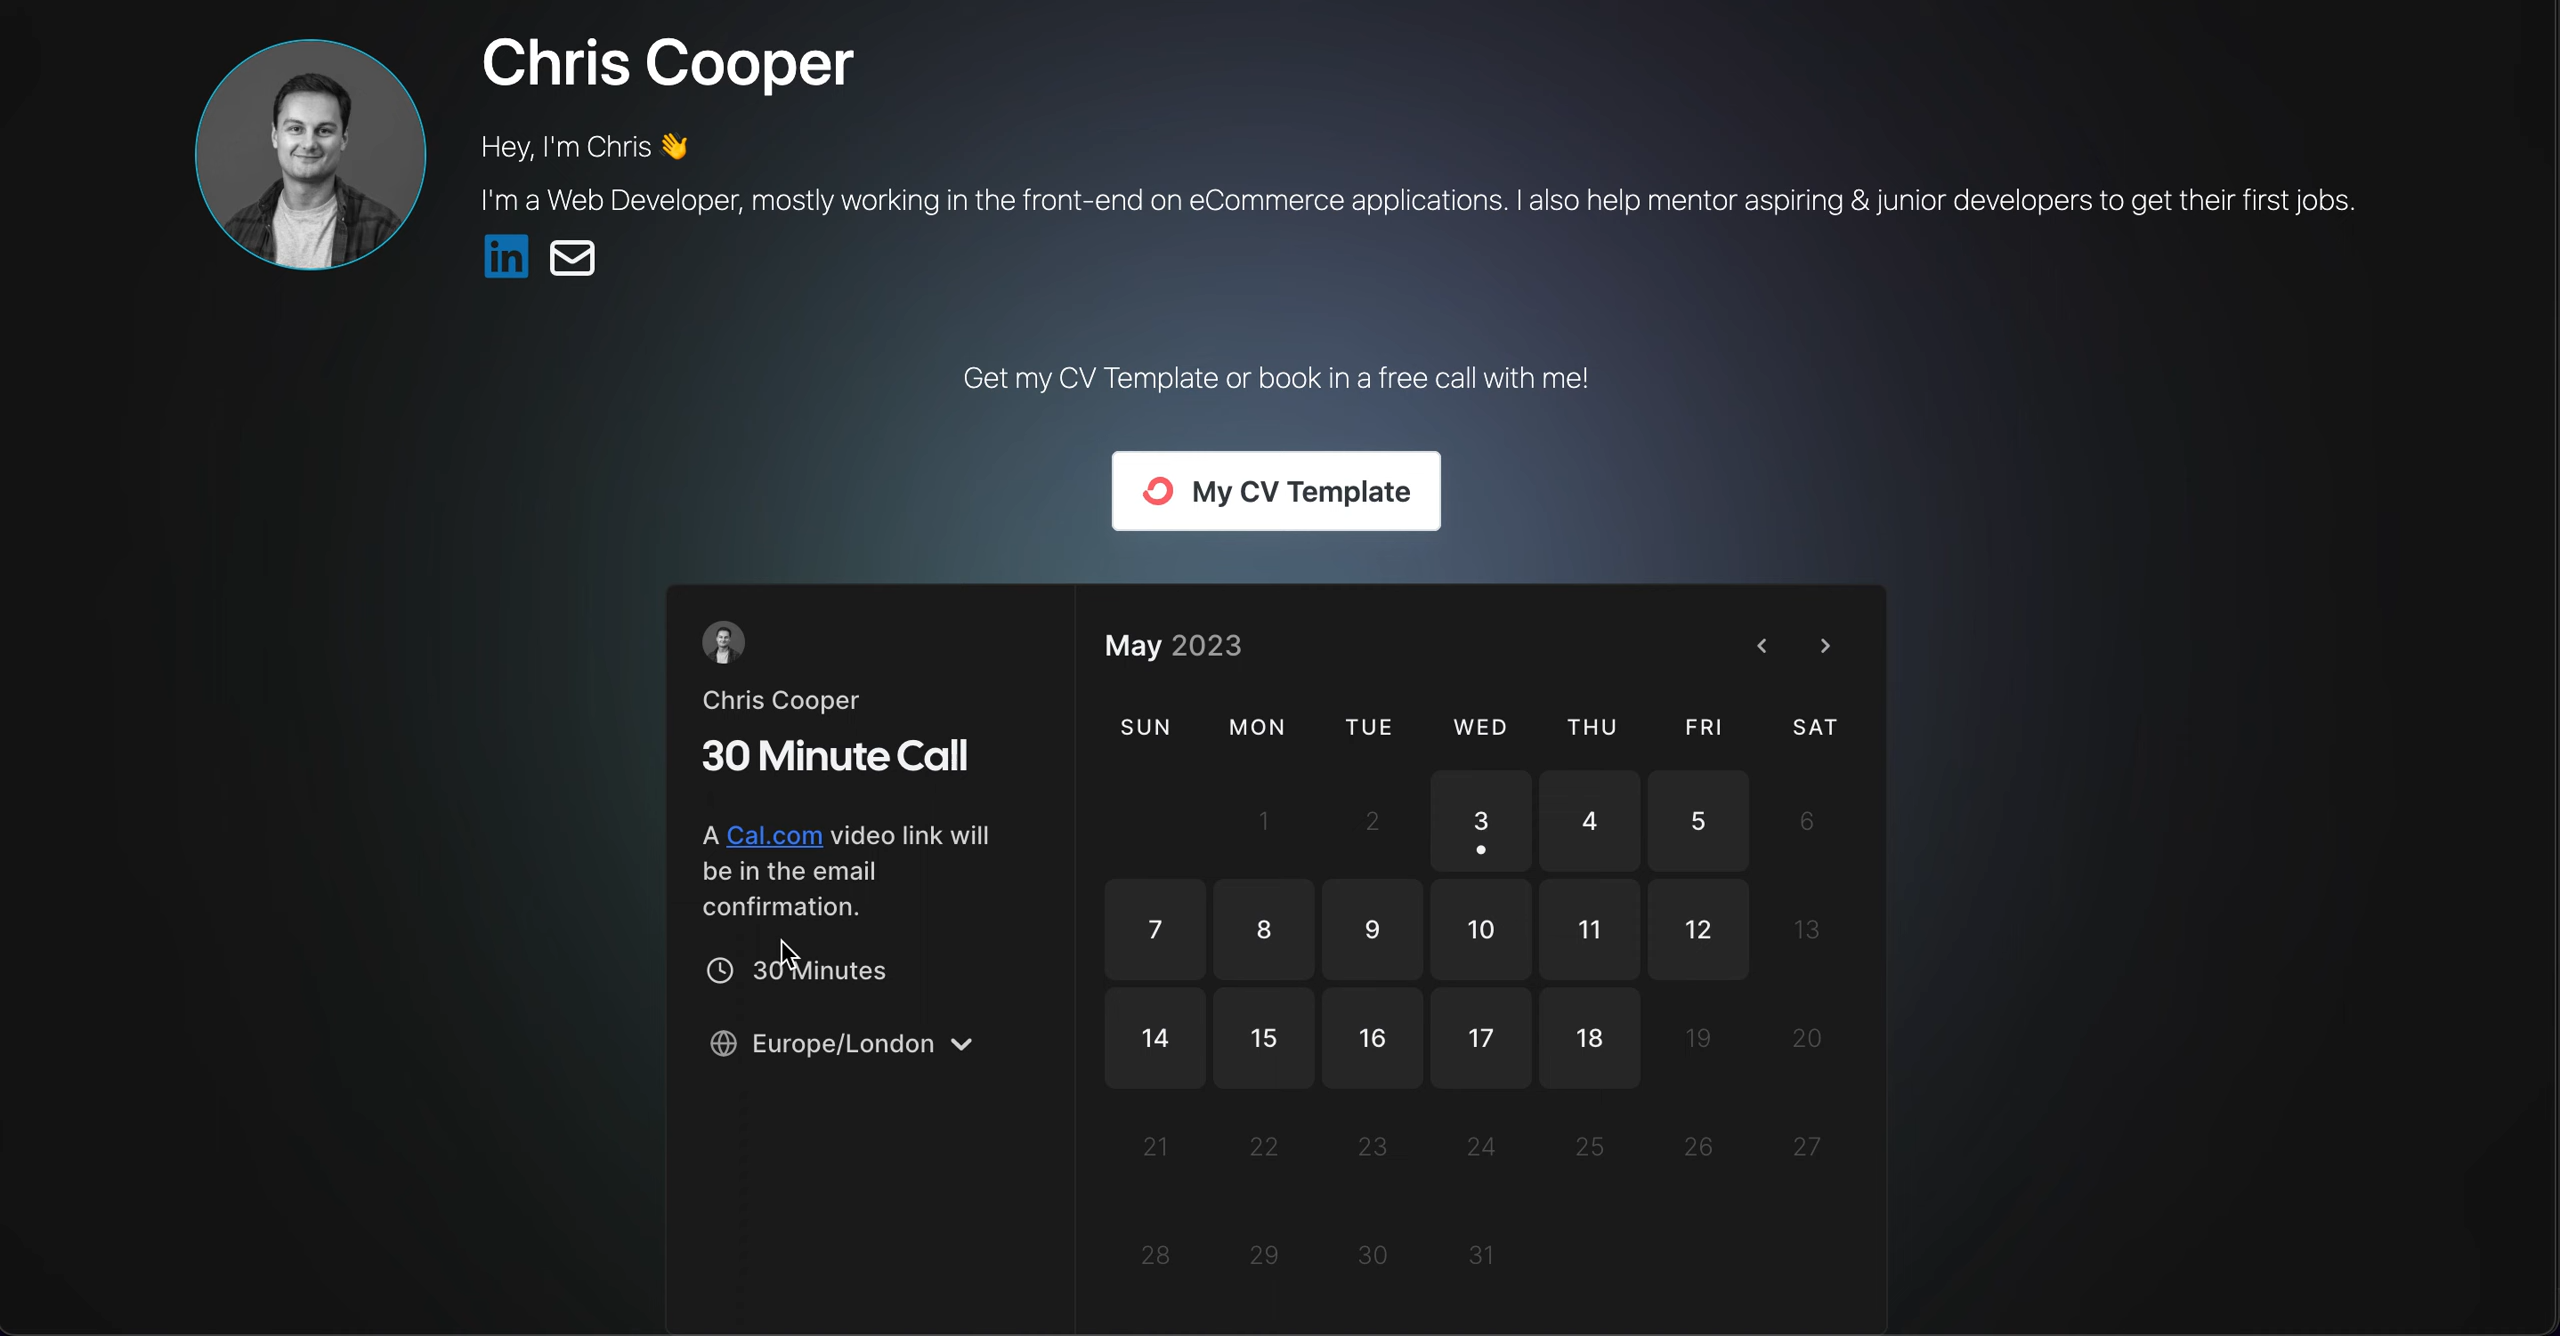 Chris Cooper
Hey, I'm Chris 👋
I'm a Web Developer, mostly working in the front-end on eCommerce applications. I also help mentor aspiring & junior developers to get their first jobs.
in
Get my CV Template or book in a free call with me!
My CV Template
Chris Cooper
30 Minute Call
A Cal.com video link will
be in the email
confirmation.
30 Minutes
Europe/London
May 2023
SUN MON TUE WED THU FRI SAT
1 2 3 4 5 6
7 8 9 10 11 12 13
14 15 16 17 18 19 20
21 22 23 24 25 26 27
28 29 30 31